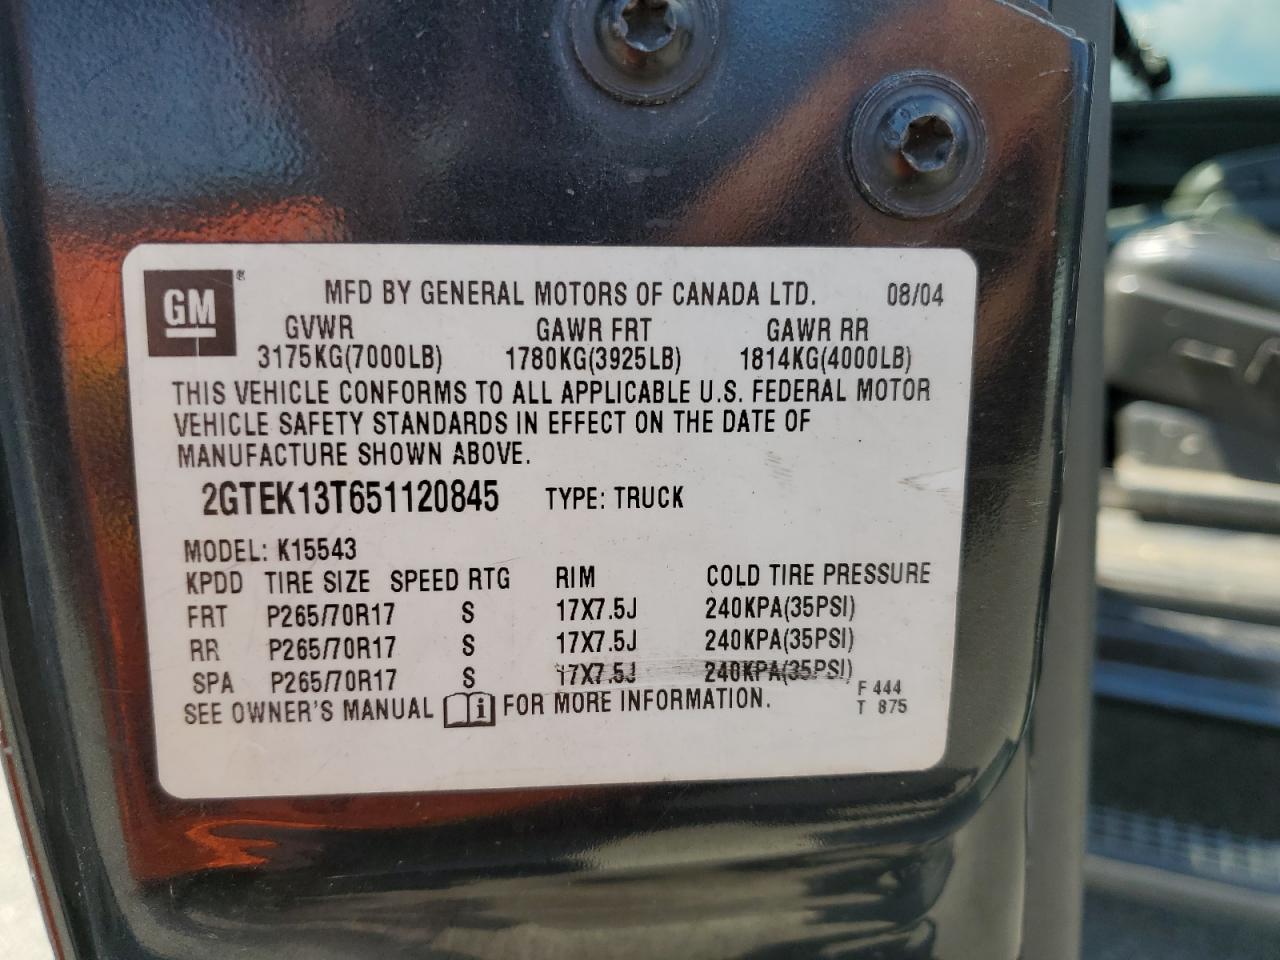 GM® MFD BY GENERAL MOTORS OF CANADA LTD. 08/04
GVWR GAWR FRT GAWR RR
3175KG(7000LB) 1780KG(3925LB) 1814KG(4000LB)
THIS VEHICLE CONFORMS TO ALL APPLICABLE U.S. FEDERAL MOTOR
VEHICLE SAFETY STANDARDS IN EFFECT ON THE DATE OF
MANUFACTURE SHOWN ABOVE.
2GTEK13T651120845 TYPE: TRUCK
MODEL: K15543
KPDD TIRE SIZE SPEED RTG RIM COLD TIRE PRESSURE
FRT P265/70R17 S 17X7.5J 240KPA(35PSI)
RR P265/70R17 S 17X7.5J 240KPA(35PSI)
SPA P265/70R17 S 17X7.5J 240KPA(35PSI)
SEE OWNER'S MANUAL i FOR MORE INFORMATION.
F 444
T 875